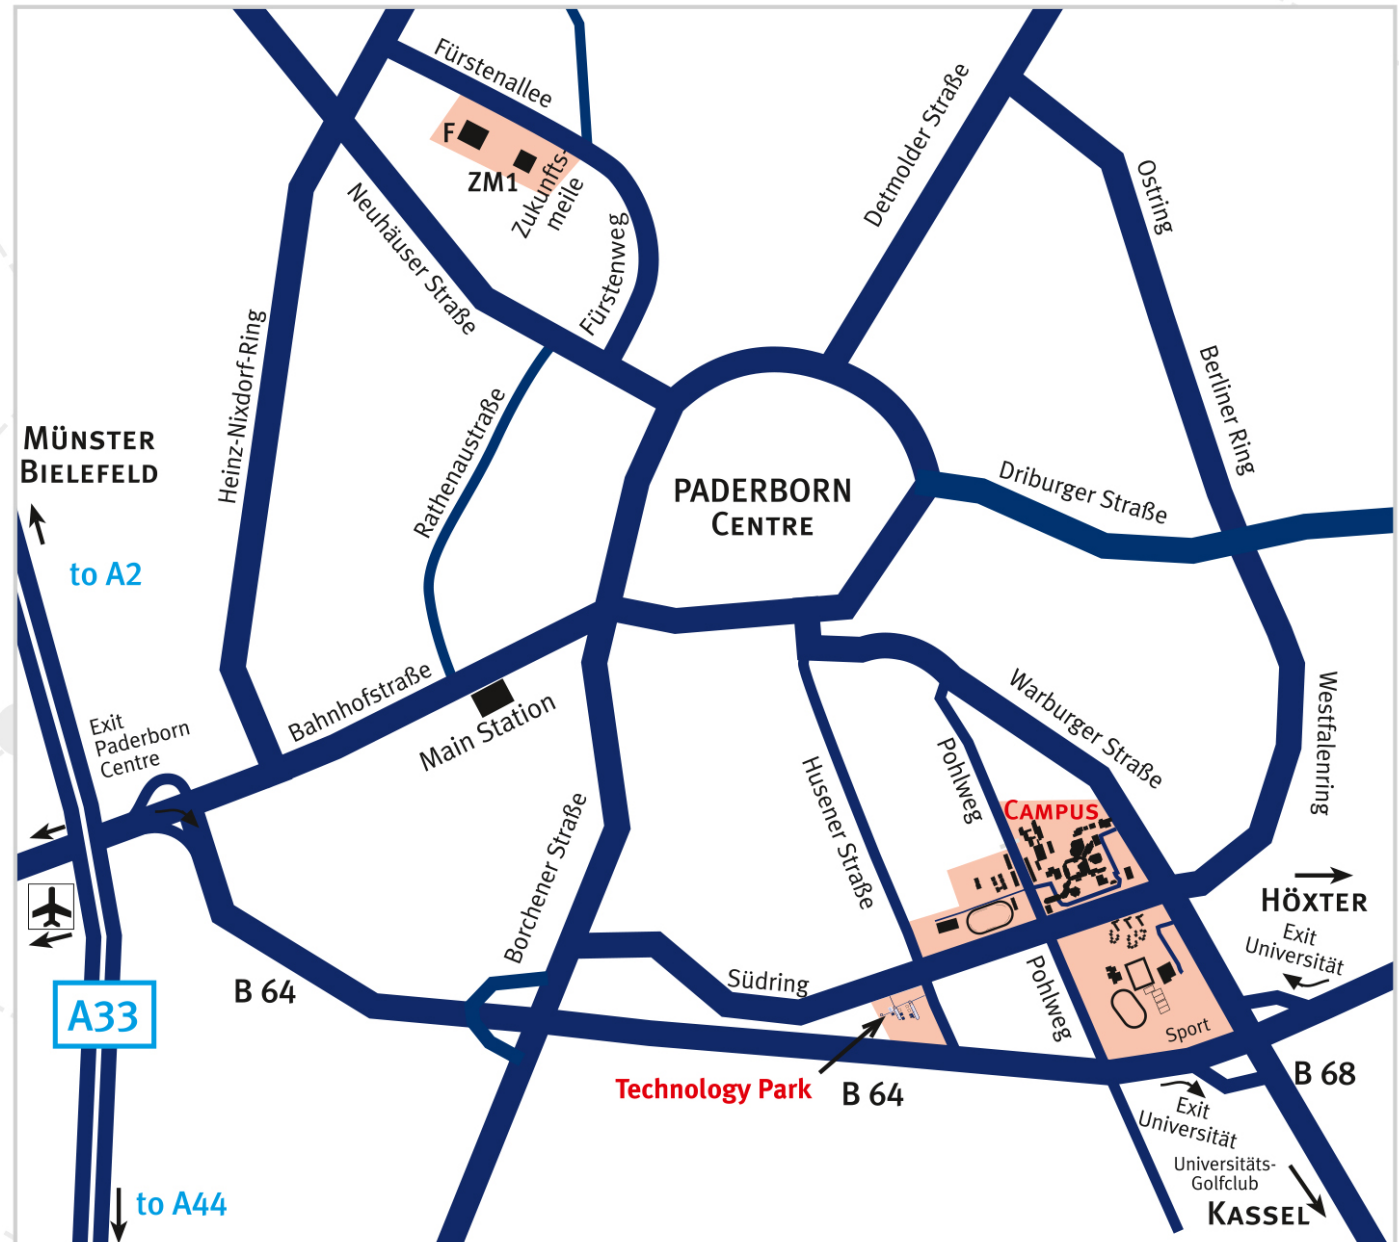 Fürstenallee
F
ZM1
Zukunfts-
meile
Detmolder Straße
Ostring
Neuhäuser Straße
Fürstenweg
Heinz-Nixdorf-Ring
Berliner Ring
Rathenaustraße
MÜNSTER
BIELEFELD
to A2
PADERBORN
CENTRE
Driburger Straße
Bahnhofstraße
Main Station
Exit
Paderborn
Centre
Warburger Straße
Westfalenring
Pohlweg
Husener Straße
CAMPUS
Borchener Straße
HÖXTER
Exit
Universität
B 64
Südring
Pohlweg
A33
Sport
Technology Park
B 64
B 68
Exit
Universität
Universitäts-
Golfclub
KASSEL
to A44